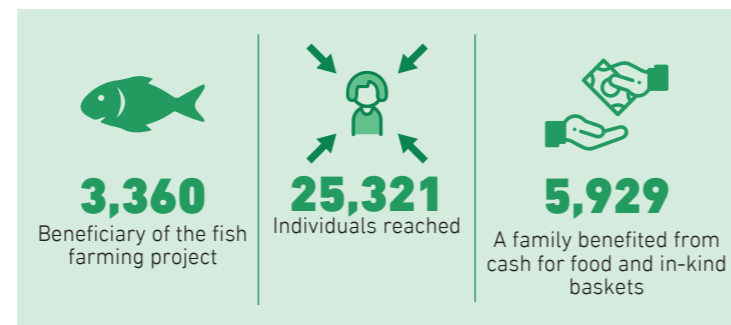 3,360
Beneficiary of the fish
farming project
25,321
Individuals reached
5,929
A family benefited from
cash for food and in-kind
baskets